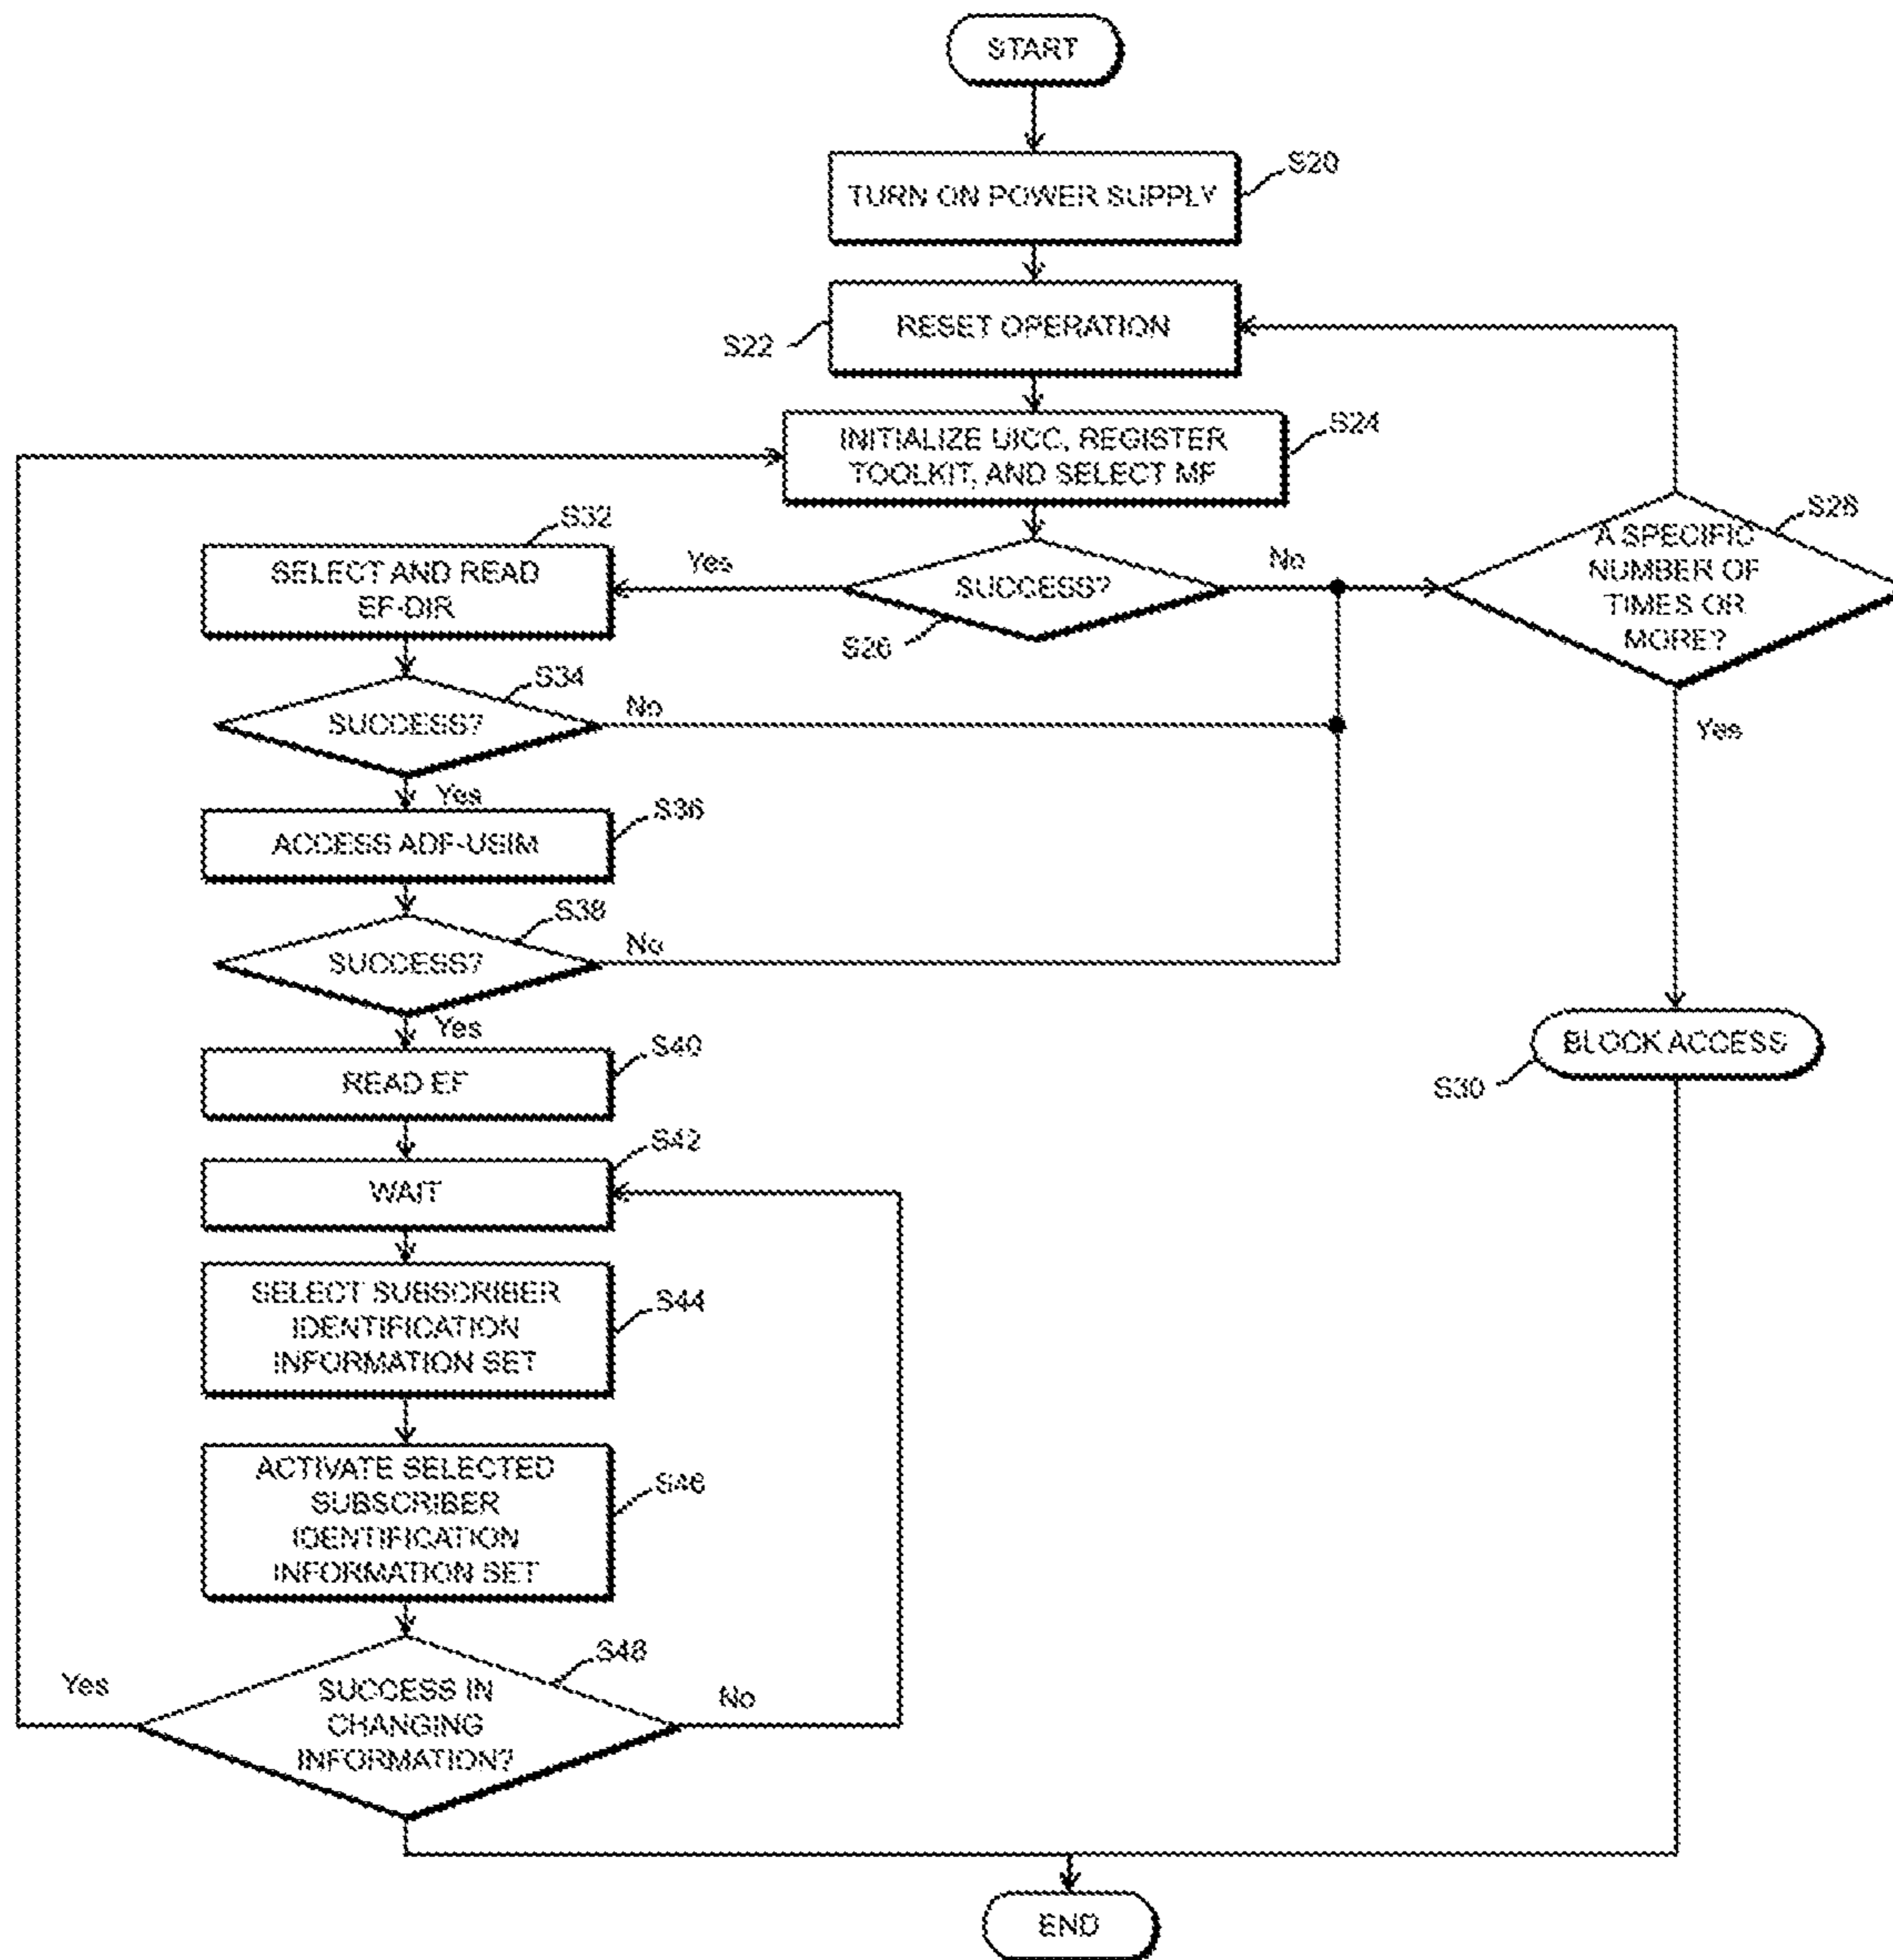 START
TURN ON POWER SUPPLY
S20
RESET OPERATION
S22
INITIALIZE UICC, REGISTER
TOOLKIT, AND SELECT MF
S24
SUCCESS?
S26
Yes
No
A SPECIFIC
NUMBER OF
TIMES OR
MORE?
S28
Yes
BLOCK ACCESS
S30
S32
SELECT AND READ
EF-DIR
S34
SUCCESS?
No
Yes
ACCESS ADF-USIM
S36
S38
SUCCESS?
No
Yes
READ EF
S40
WAIT
S42
SELECT SUBSCRIBER
IDENTIFICATION
INFORMATION SET
S44
ACTIVATE SELECTED
SUBSCRIBER
IDENTIFICATION
INFORMATION SET
S46
SUCCESS IN
CHANGING
INFORMATION?
S48
Yes
No
END